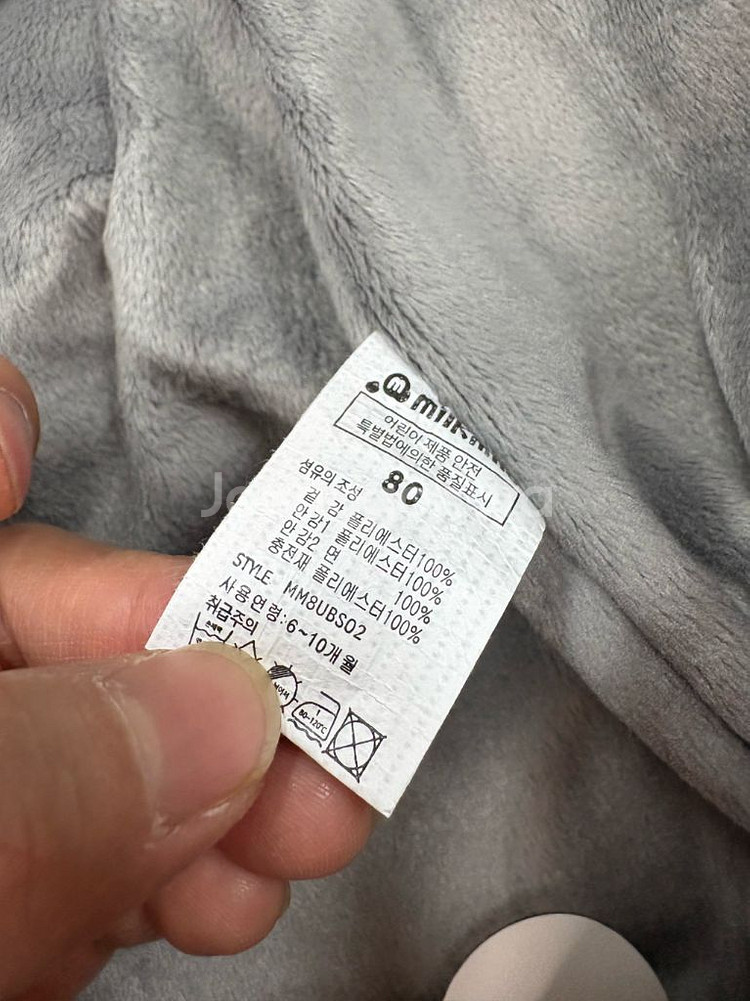 어린이 제품 안전
특별법에의한 품질표시
80
섬유의 조성
겉 감 폴리에스터100%
안감1 폴리에스터100%
안감2 면 100%
충전재 폴리에스터100%
STYLE MM8UBS02
사용연령:6~10개월
취급주의
80~120℃